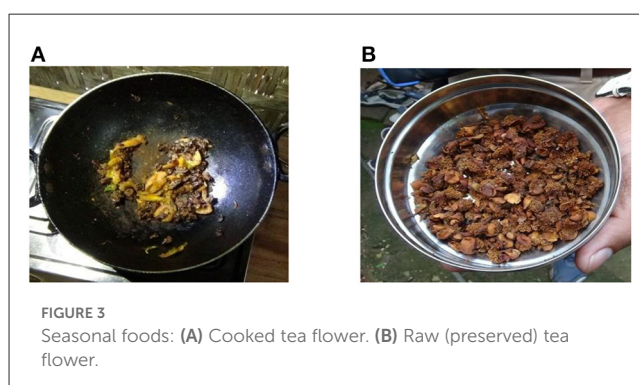 A
B
FIGURE 3
Seasonal foods: (A) Cooked tea flower. (B) Raw (preserved) tea
flower.